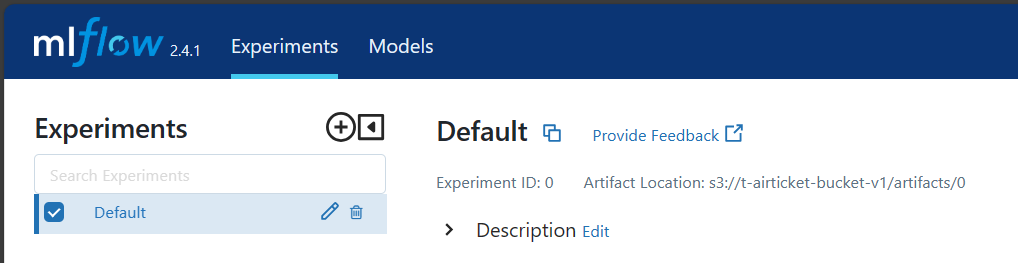 mlflow 2.4.1 Experiments Models
Experiments
Search Experiments
Default
Default Provide Feedback
Experiment ID: 0 Artifact Location: s3://t-airticket-bucket-v1/artifacts/0
Description Edit